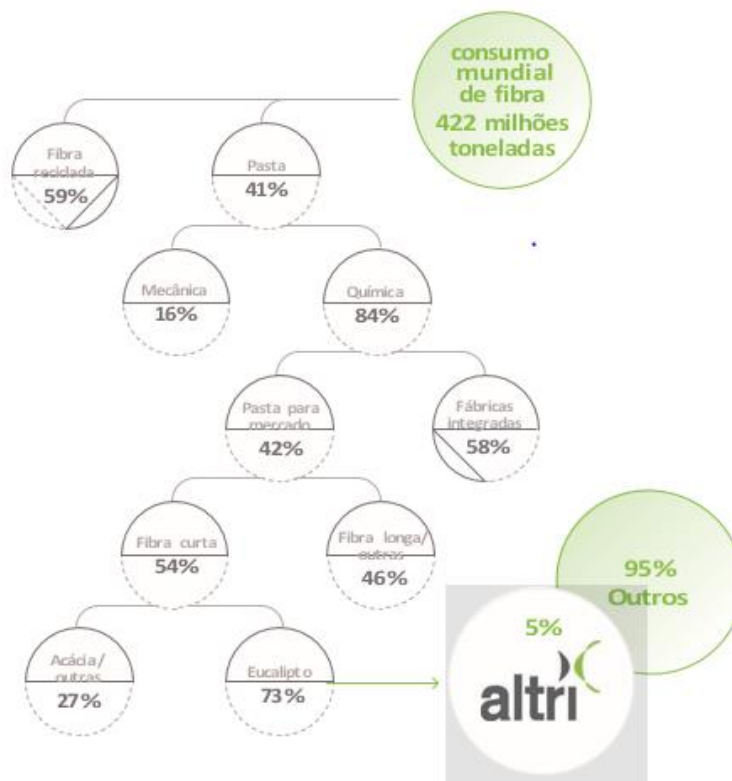 consumo
mundial
de fibra
422 milhões
toneladas
Fibra
reciclada
59%
Pasta
41%
Mecânica
16%
Química
84%
Pasta para
mercado
42%
Fábricas
integradas
58%
Fibra curta
54%
Fibra longa/
outras
46%
95%
Outros
5%
altri
Acácia/
outras
27%
Eucalipto
73%